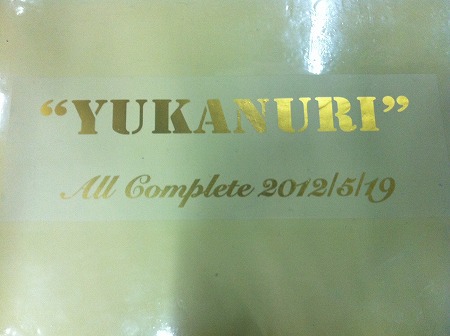 “YUKANURI”
All Complete 2012/5/19